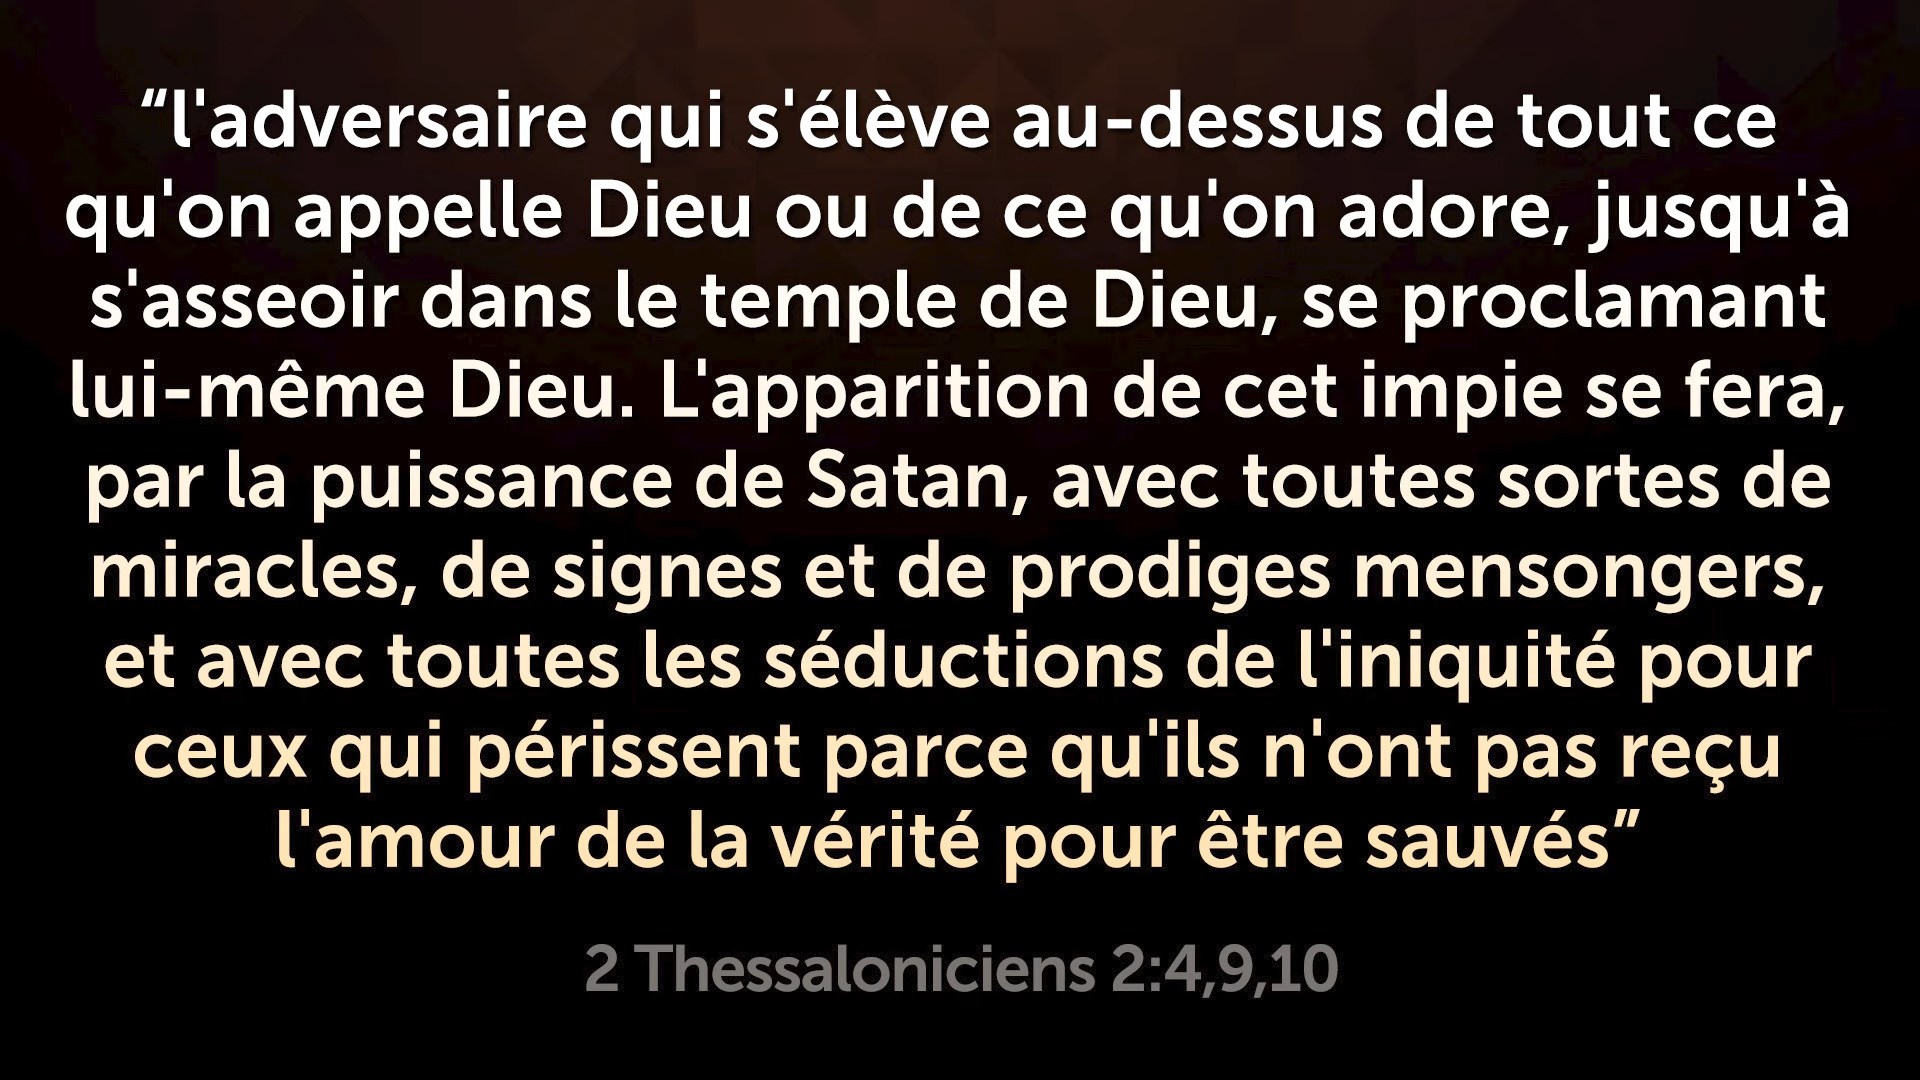 “l'adversaire qui s'élève au-dessus de tout ce
qu'on appelle Dieu ou de ce qu'on adore, jusqu'à
s'asseoir dans le temple de Dieu, se proclamant
lui-même Dieu. L'apparition de cet impie se fera,
par la puissance de Satan, avec toutes sortes de
miracles, de signes et de prodiges mensongers,
et avec toutes les séductions de l'iniquité pour
ceux qui périssent parce qu'ils n'ont pas reçu
l'amour de la vérité pour être sauvés”
2 Thessaloniciens 2:4,9,10